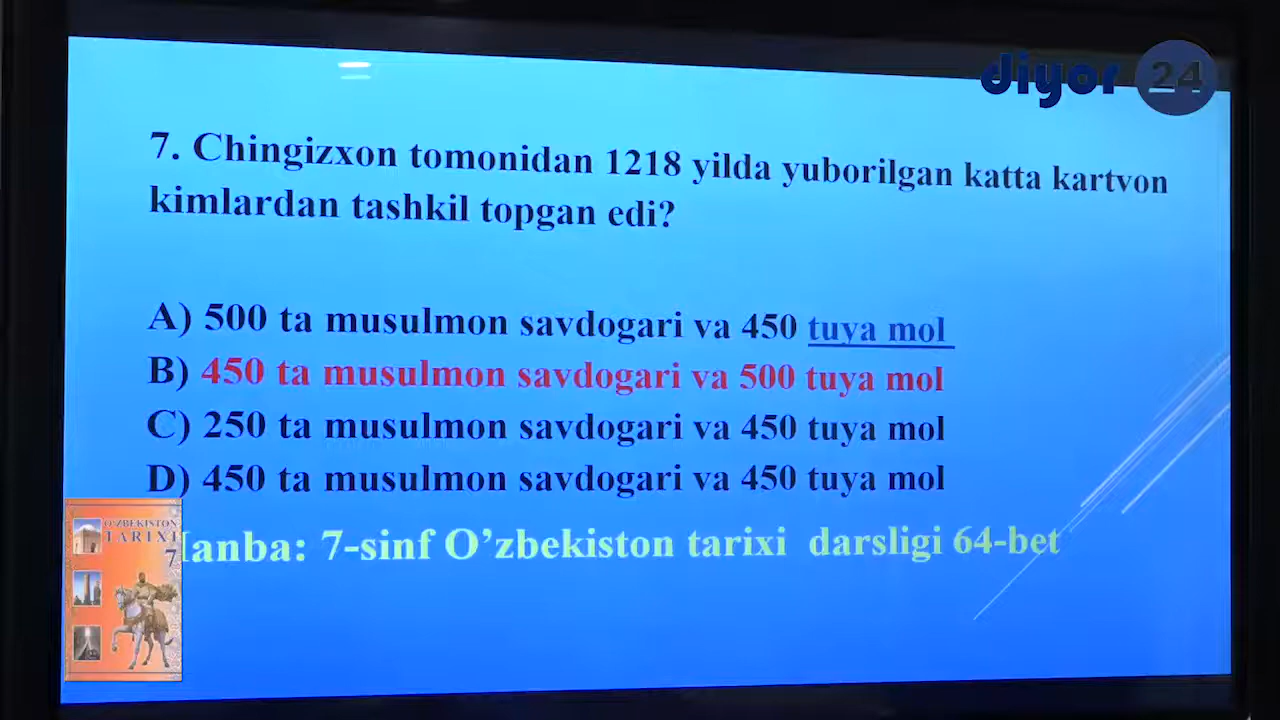 diyor 24
7. Chingizxon tomonidan 1218 yilda yuborilgan katta kartvon
kimlardan tashkil topgan edi?
A) 500 ta musulmon savdogari va 450 tuya mol
B) 450 ta musulmon savdogari va 500 tuya mol
C) 250 ta musulmon savdogari va 450 tuya mol
D) 450 ta musulmon savdogari va 450 tuya mol
anba: 7-sinf O’zbekiston tarixi darsligi 64-bet
O'ZBEKISTON
TARIXI
7